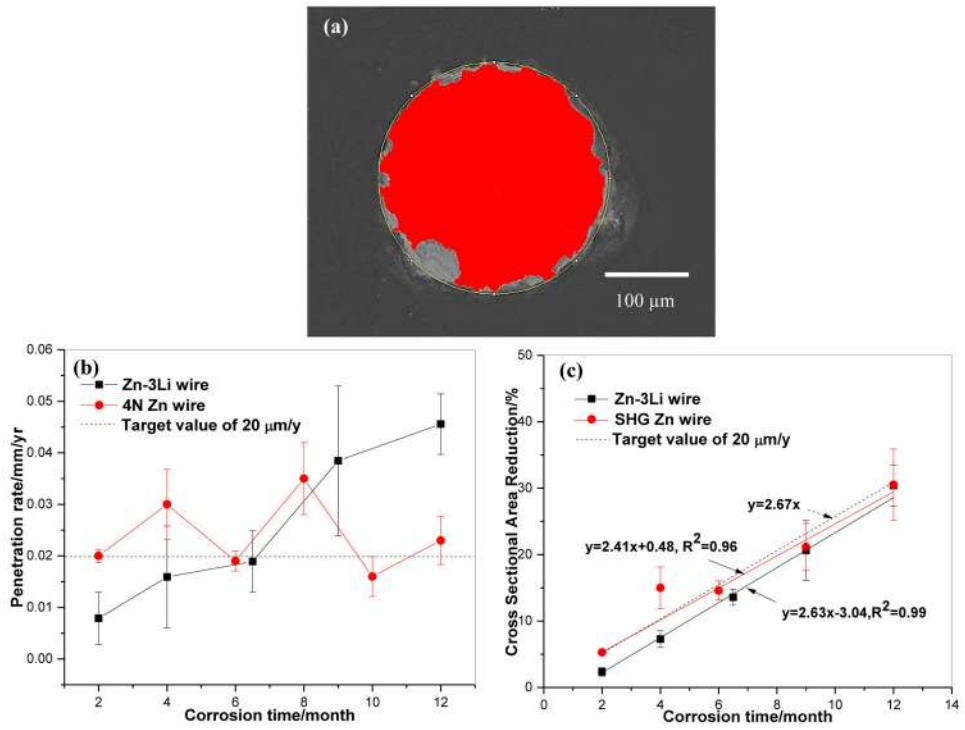 (a)
100 μm
(b)
0.06
0.05
0.04
0.03
0.02
0.01
0.00
Penetration rate/mm/yr
Zn-3Li wire
4N Zn wire
Target value of 20 μm/y
2 4 6 8 10 12
Corrosion time/month
(c)
50
40
30
20
10
0
Cross Sectional Area Reduction/%
Zn-3Li wire
SHG Zn wire
Target value of 20 μm/y
y=2.67x
y=2.41x+0.48, R²=0.96
y=2.63x-3.04,R²=0.99
0 2 4 6 8 10 12 14
Corrosion time/month